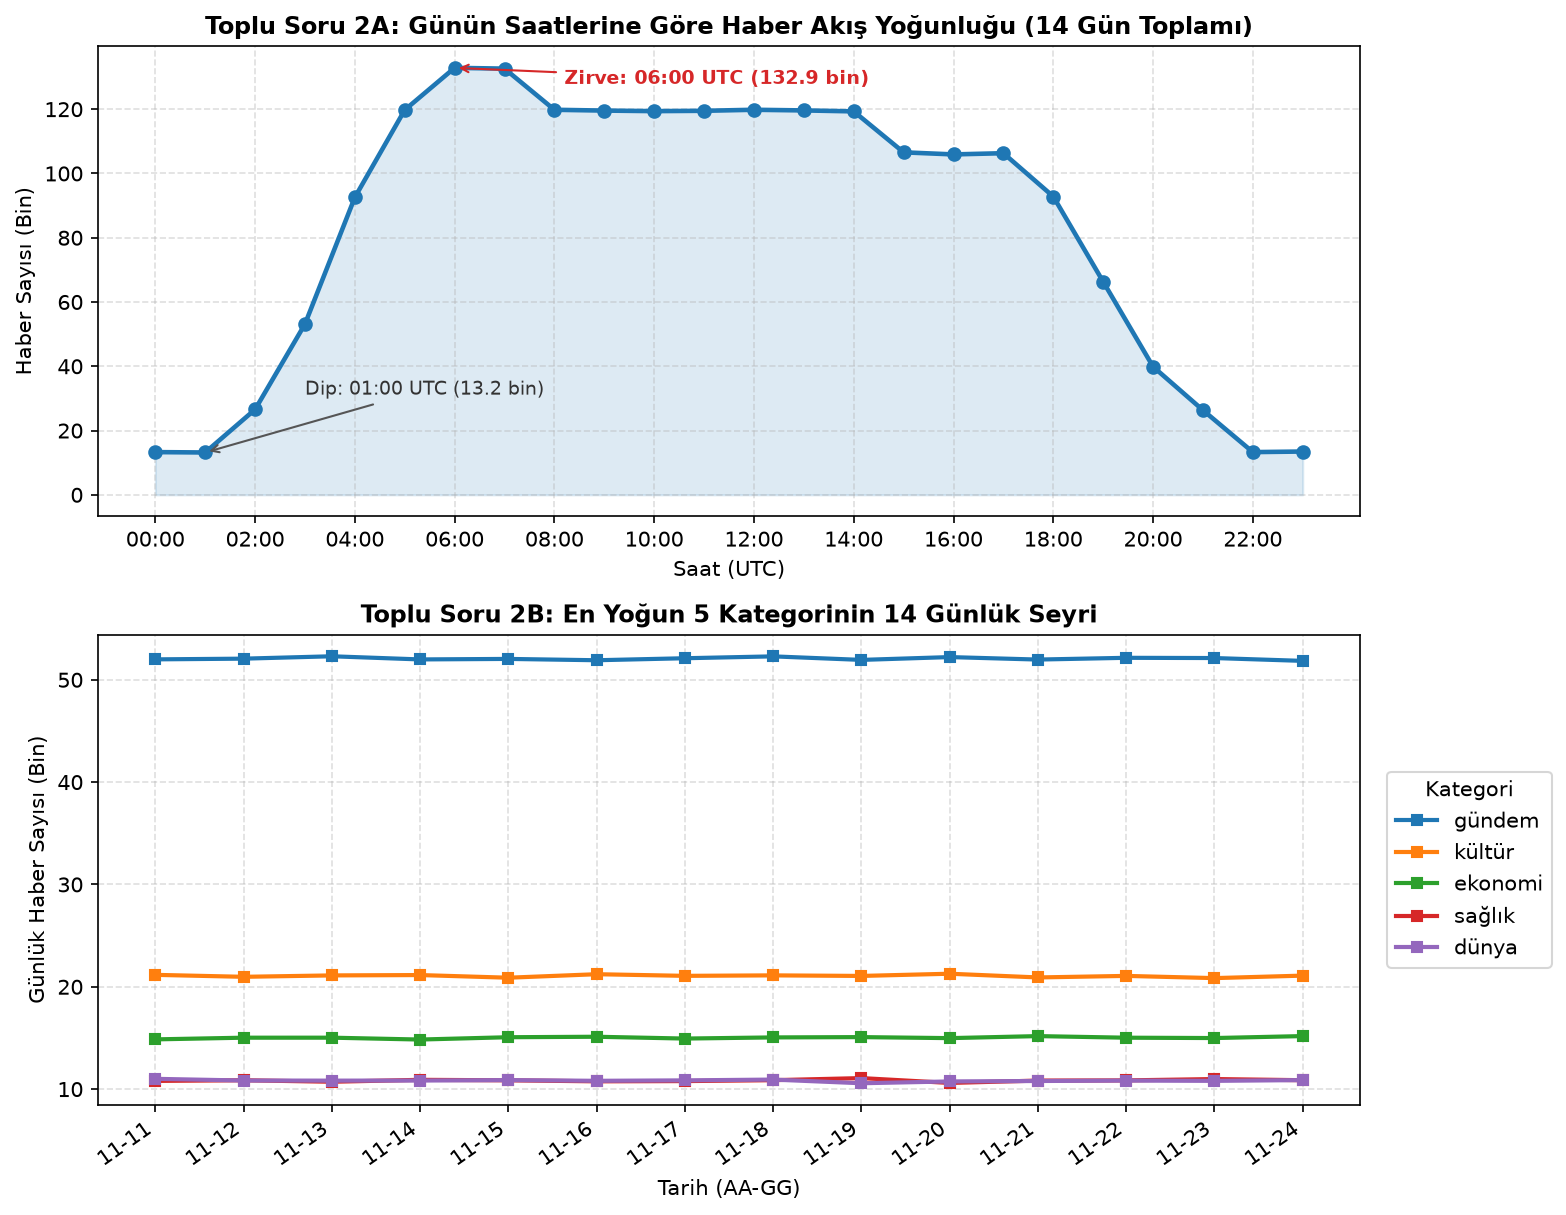 Toplu Soru 2A: Günün Saatlerine Göre Haber Akış Yoğunluğu (14 Gün Toplamı)
Haber Sayısı (Bin)
120
100
80
60
40
20
0
Zirve: 06:00 UTC (132.9 bin)
Dip: 01:00 UTC (13.2 bin)
00:00 02:00 04:00 06:00 08:00 10:00 12:00 14:00 16:00 18:00 20:00 22:00
Saat (UTC)
Toplu Soru 2B: En Yoğun 5 Kategorinin 14 Günlük Seyri
Günlük Haber Sayısı (Bin)
50
40
30
20
10
11-11 11-12 11-13 11-14 11-15 11-16 11-17 11-18 11-19 11-20 11-21 11-22 11-23 11-24
Tarih (AA-GG)
Kategori
gündem
kültür
ekonomi
sağlık
dünya